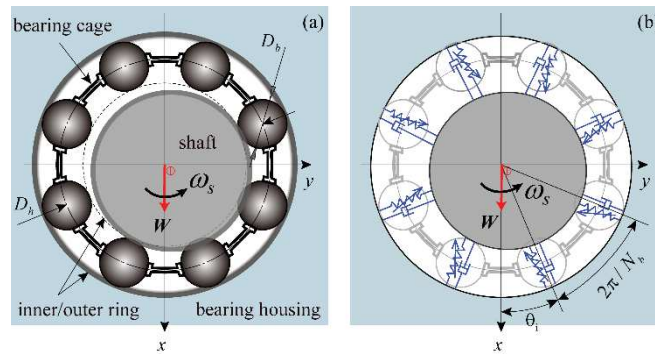 (a)
bearing cage
D_b
shaft
y
ω_s
D_h
W
inner/outer ring
bearing housing
x
(b
y
ω_s
W
2π / N_b
θ_i
x